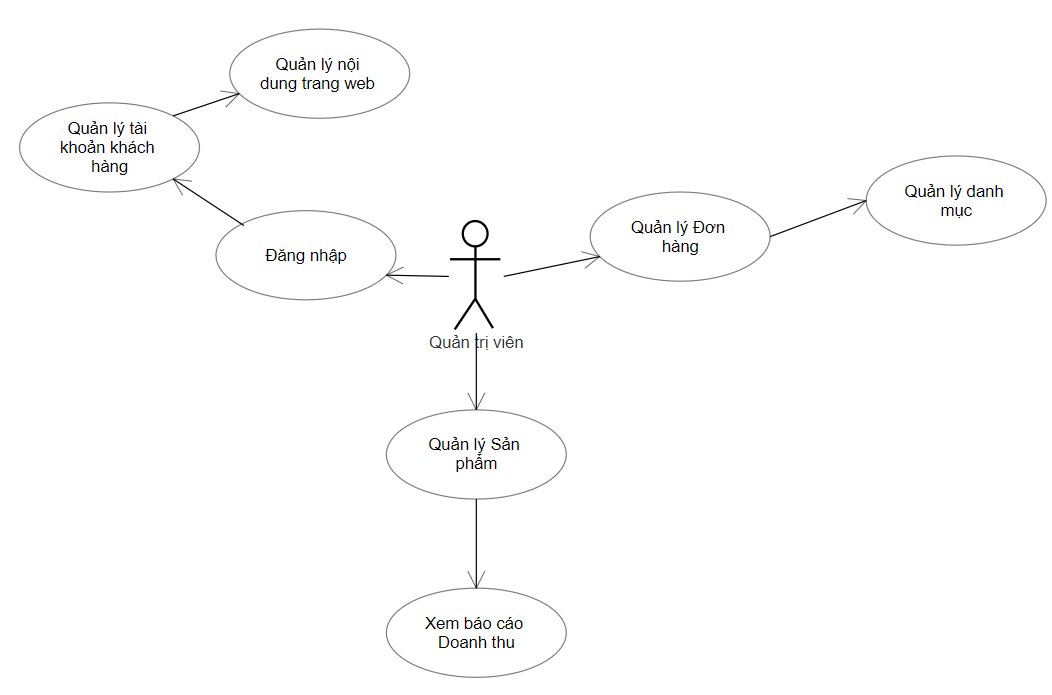 Quản lý nội
dung trang web
Quản lý tài
khoản khách
hàng
Quản lý danh
mục
Quản lý Đơn
hàng
Đăng nhập
Quản trị viên
Quản lý Sản
phẩm
Xem báo cáo
Doanh thu